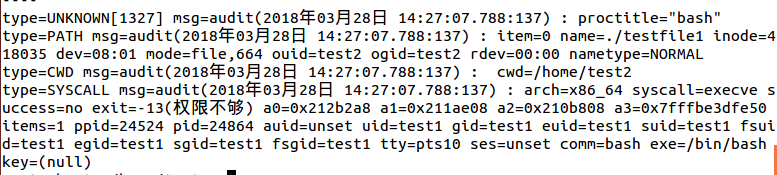 ----
type=UNKNOWN[1327] msg=audit(2018年03月28日 14:27:07.788:137) : proctitle="bash"
type=PATH msg=audit(2018年03月28日 14:27:07.788:137) : item=0 name=./testfile1 inode=4
18035 dev=08:01 mode=file,664 ouid=test2 ogid=test2 rdev=00:00 nametype=NORMAL
type=CWD msg=audit(2018年03月28日 14:27:07.788:137) :  cwd=/home/test2
type=SYSCALL msg=audit(2018年03月28日 14:27:07.788:137) : arch=x86_64 syscall=execve s
uccess=no exit=-13(权限不够) a0=0x212b2a8 a1=0x211ae08 a2=0x210b808 a3=0x7fffbe3dfe50
items=1 ppid=24524 pid=24864 auid=unset uid=test1 gid=test1 euid=test1 suid=test1 fsui
d=test1 egid=test1 sgid=test1 fsgid=test1 tty=pts10 ses=unset comm=bash exe=/bin/bash
key=(null)